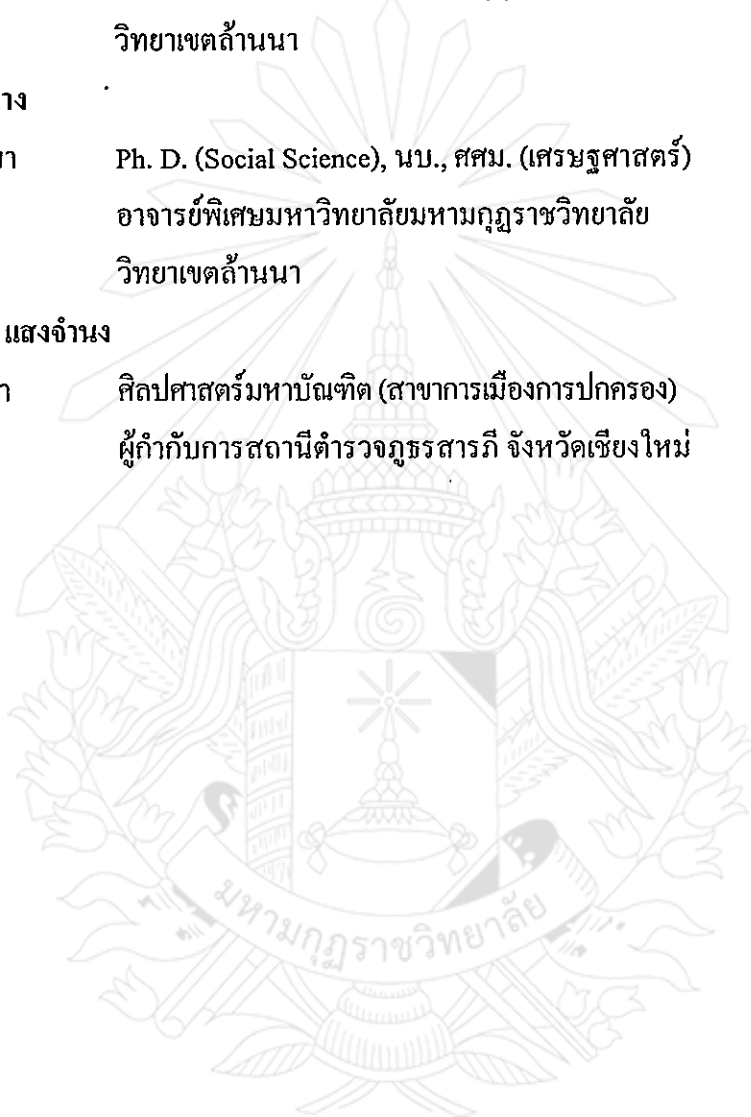 วิทยาเขตล้านนา
Ph. D. (Social Science), นบ., ศศม. (เศรษฐศาสตร์)
อาจารย์พิเศษมหาวิทยาลัยมหามกุฏราชวิทยาลัย
วิทยาเขตล้านนา
แสงจำนง
ศิลปศาสตร์มหาบัณฑิต (สาขาการเมืองการปกครอง)
ผู้กำกับการสถานีตำรวจภูธรสารภี จังหวัดเชียงใหม่
มหามกุฏราชวิทยาลัย